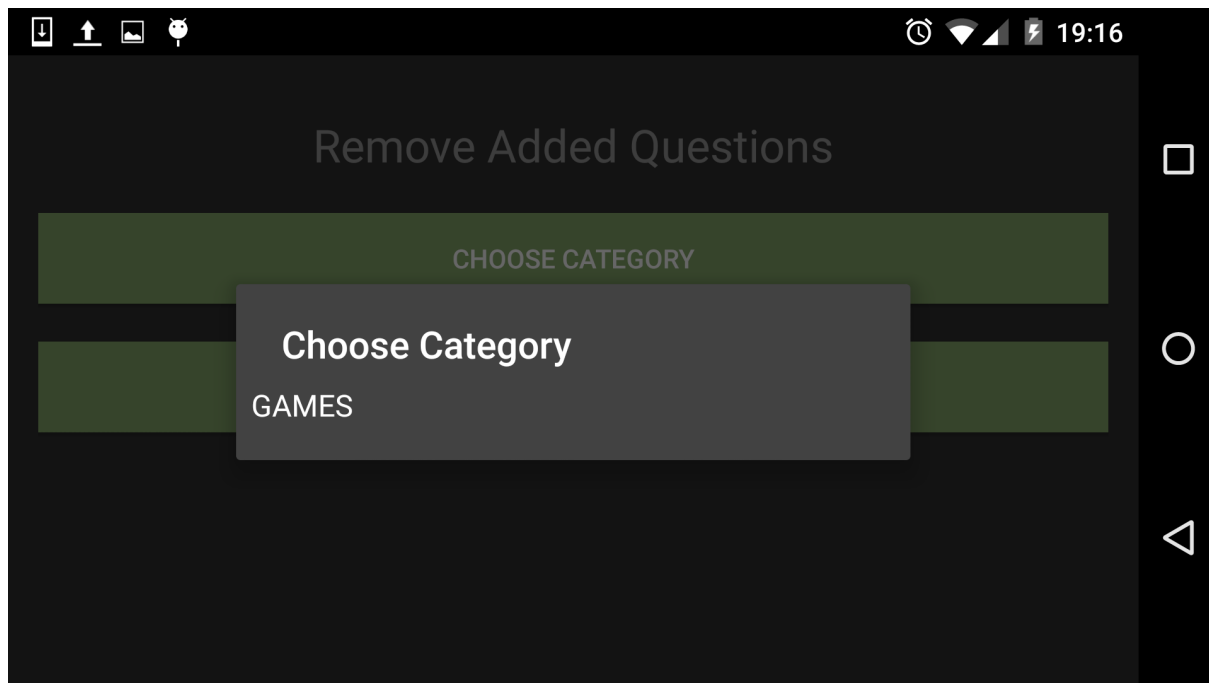 19:16
Remove Added Questions
CHOOSE CATEGORY
Choose Category
GAMES